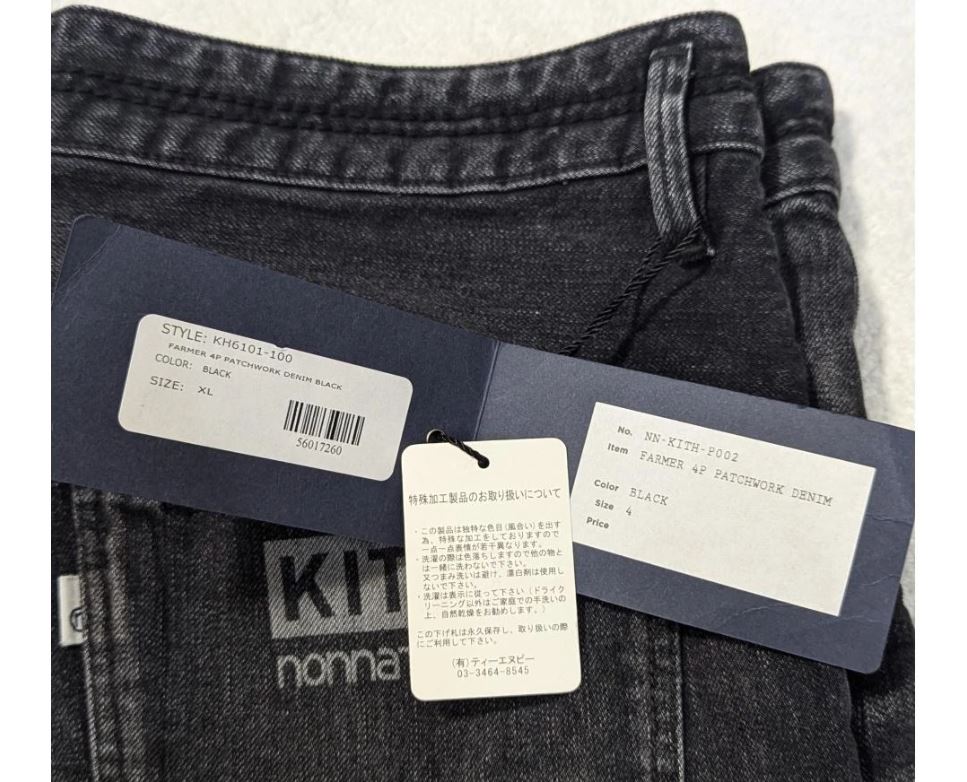 STYLE: KH6101-100
FARMER 4P PATCHWORK DENIM BLACK
COLOR: BLACK
SIZE: XL
56017260
No. NN-KITH-P002
Item FARMER 4P PATCHWORK DENIM
Color BLACK
Size 4
Price
特殊加工製品のお取り扱いについて
・この製品は独特な色目(風合い)を出す
為、特殊な加工をしておりますので
一点一点表情が若干異なります。
・洗濯の際は色落ちしますので他の物と
は一緒に洗わないで下さい。
又つまみ洗いは避け、漂白剤は使用し
ないで下さい。
・洗濯は表示に従って下さい(ドライク
リーニング以外はご家庭での手洗いの
上、自然乾燥をお勧めします。)
この下げ札は永久保存し、取り扱いの際
にご利用して下さい。
(有)ティーエヌピー
03-3464-8545
KIT
nonna